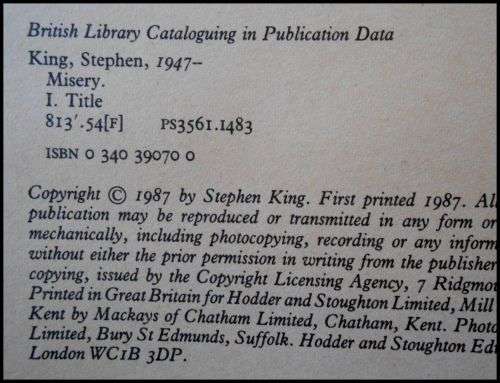 British Library Cataloguing in Publication Data
King, Stephen, 1947–
Misery.
I. Title
813'.54[F] PS3561.1483
ISBN 0 340 39070 0
Copyright © 1987 by Stephen King. First printed 1987. All
publication may be reproduced or transmitted in any form or
mechanically, including photocopying, recording or any inform
without either the prior permission in writing from the publisher
copying, issued by the Copyright Licensing Agency, 7 Ridgmo
Printed in Great Britain for Hodder and Stoughton Limited, Mill
Kent by Mackays of Chatham Limited, Chatham, Kent. Photo
Limited, Bury St Edmunds, Suffolk. Hodder and Stoughton Ed
London WC1B 3DP.